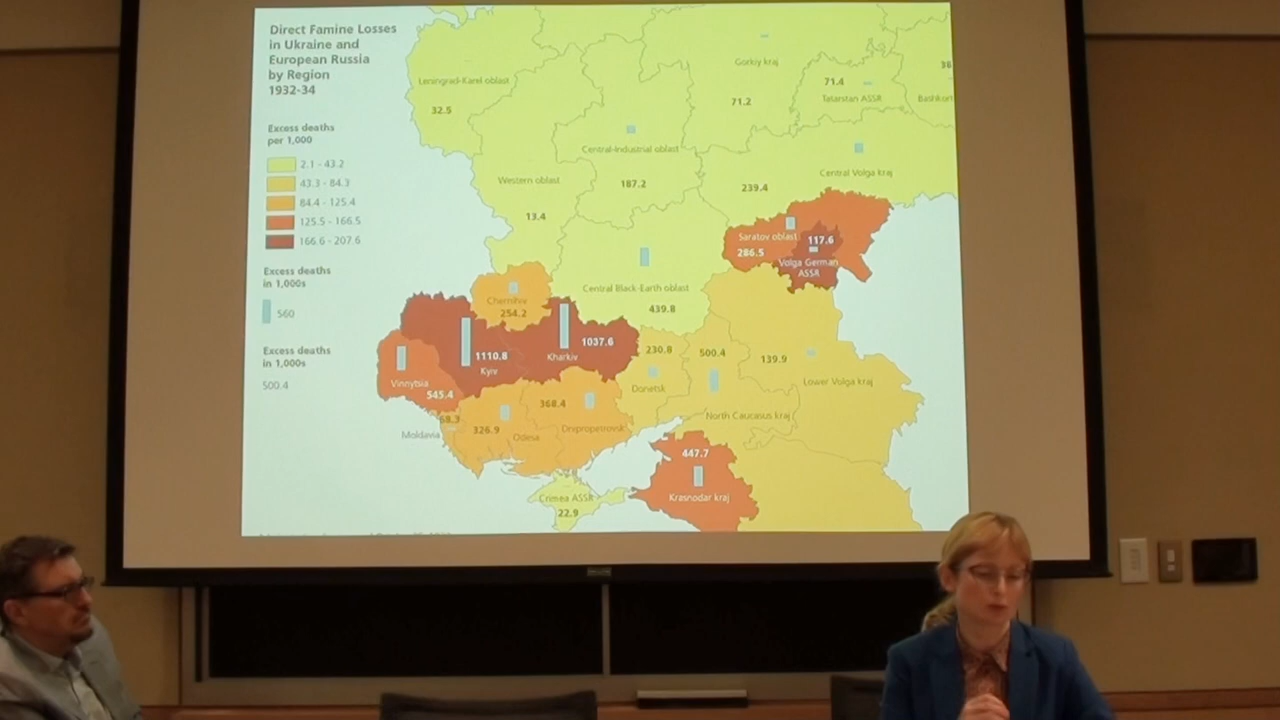 Direct Famine Losses
in Ukraine and
European Russia
by Region
1932-34
Excess deaths
per 1,000
2.1 - 43.2
43.3 - 84.3
84.4 - 125.4
125.5 - 166.5
166.6 - 207.6
Excess deaths
in 1,000s
560
Excess deaths
in 1,000s
500.4
Leningrad-Karel oblast
32.5
Gorkiy kraj
71.2
71.4
Tatarstan ASSR
38
Bashkort
Central-Industrial oblast
187.2
Western oblast
13.4
Central Volga kraj
239.4
Saratov oblast
286.5
117.6
Volga German
ASSR
Central Black-Earth oblast
439.8
Chernihiv
254.2
1110.8
Kyiv
1037.6
Kharkiv
Vinnytsia
545.4
68.3
Moldavia
326.9
Odesa
368.4
Dnipropetrovsk
230.8
Donetsk
500.4
North Caucasus kraj
139.9
Lower Volga kraj
447.7
Krasnodar kraj
Crimea ASSR
22.9